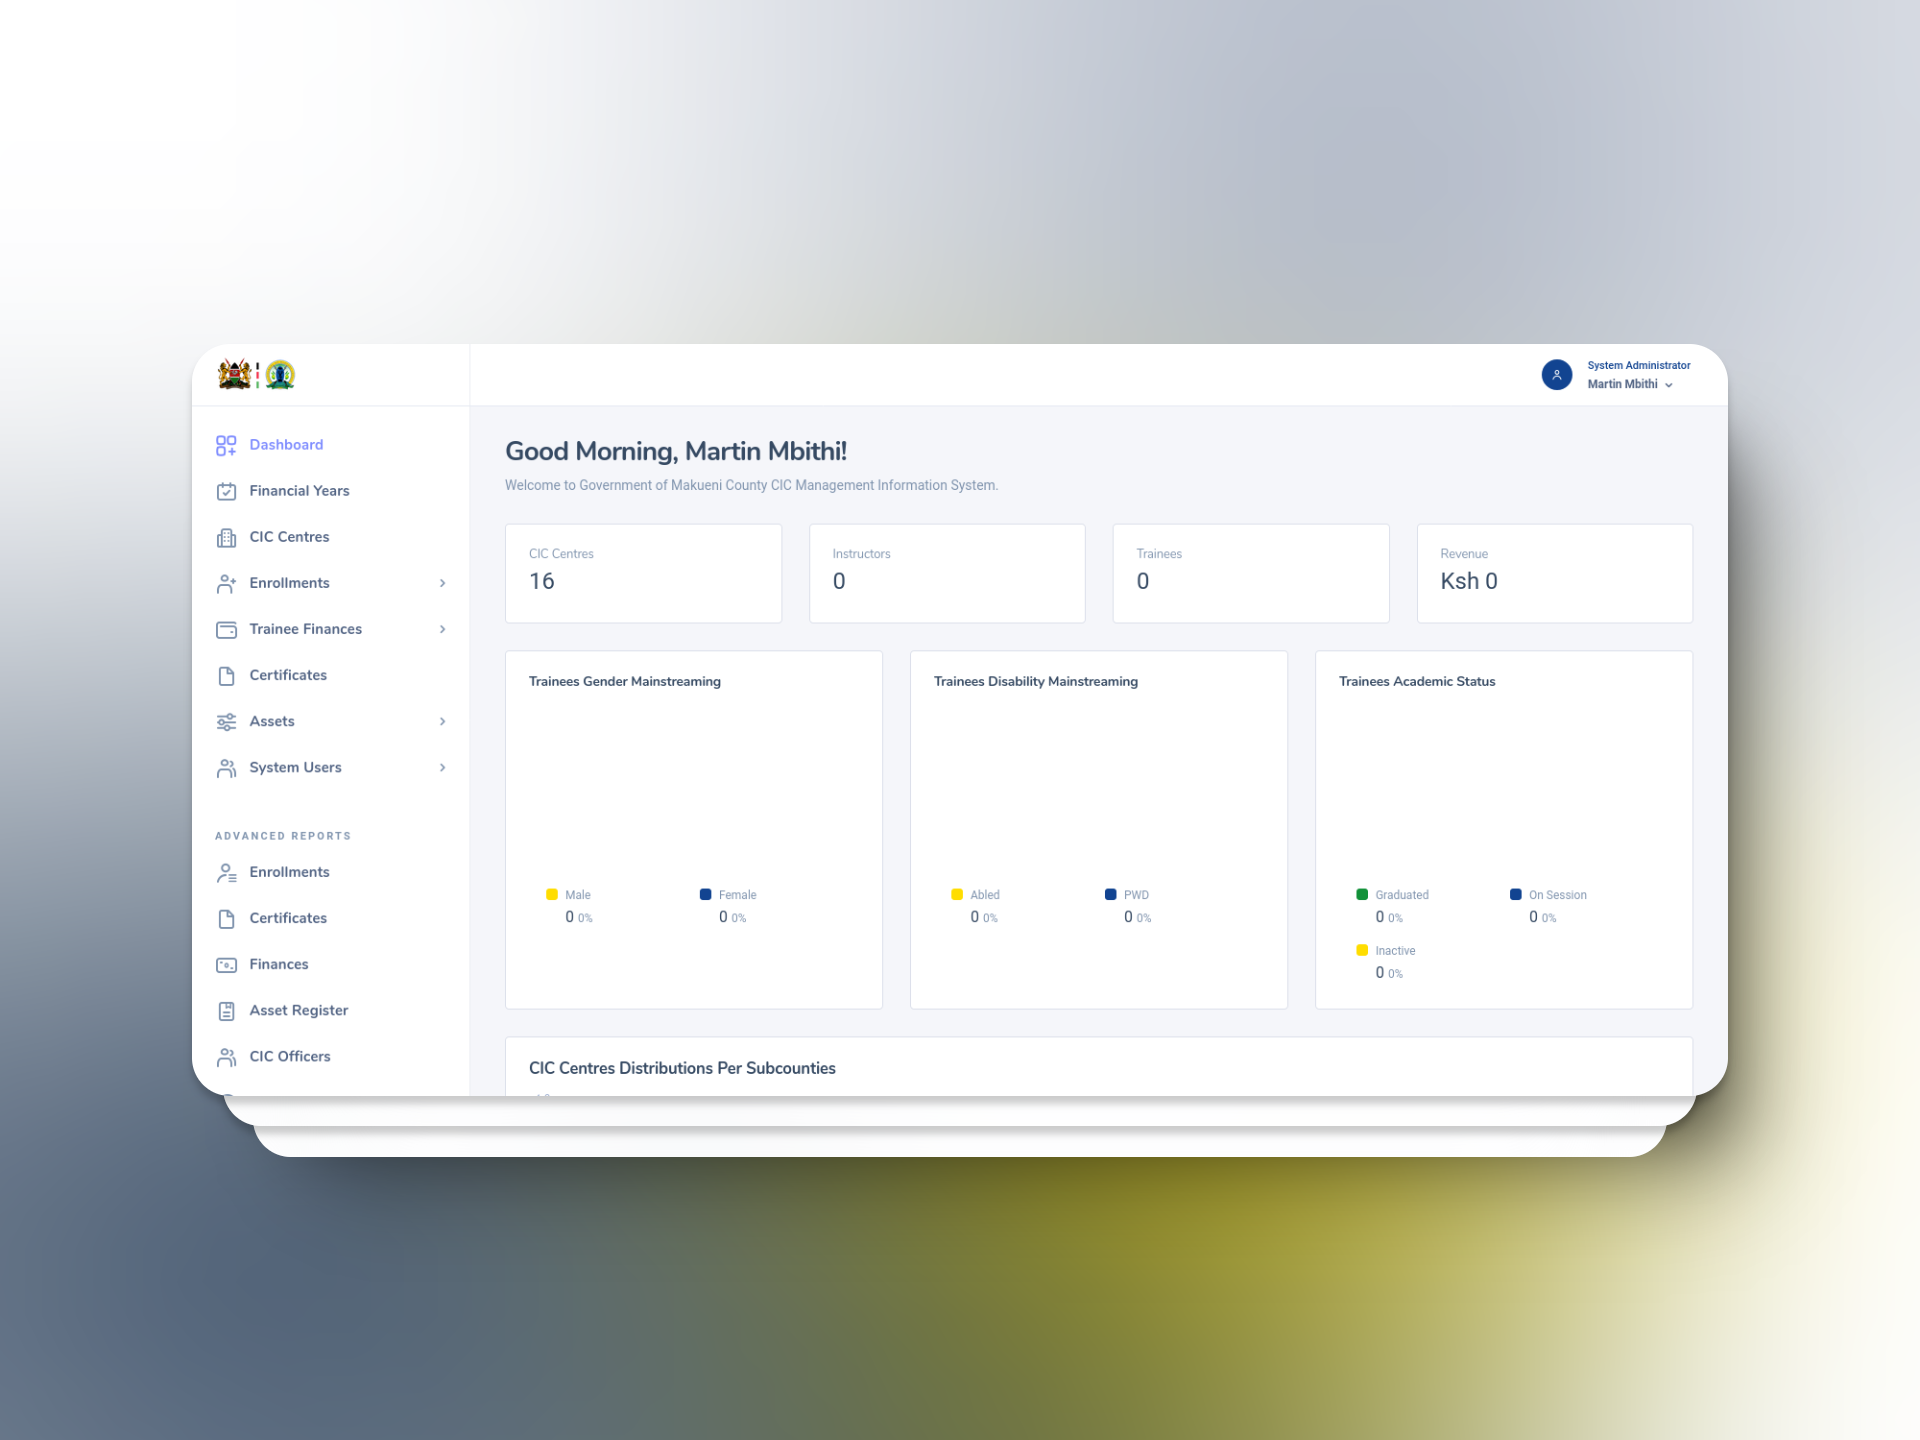 System Administrator
Martin Mbithi
Dashboard
Financial Years
CIC Centres
Enrollments
Trainee Finances
Certificates
Assets
System Users
ADVANCED REPORTS
Enrollments
Certificates
Finances
Asset Register
CIC Officers
Good Morning, Martin Mbithi!
Welcome to Government of Makueni County CIC Management Information System.
CIC Centres
16
Instructors
0
Trainees
0
Revenue
Ksh 0
Trainees Gender Mainstreaming
Male
0 0%
Female
0 0%
Trainees Disability Mainstreaming
Abled
0 0%
PWD
0 0%
Trainees Academic Status
Graduated
0 0%
On Session
0 0%
Inactive
0 0%
CIC Centres Distributions Per Subcounties